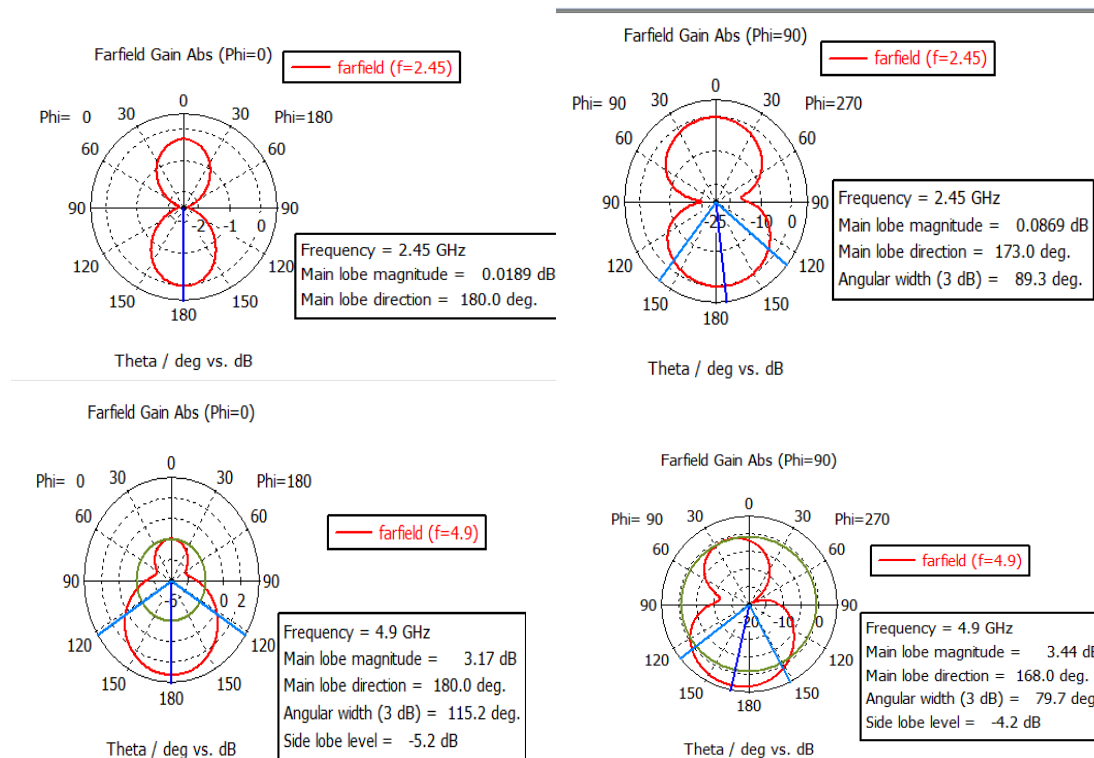 Farfield Gain Abs (Phi=0)
farfield (f=2.45)
Phi= 0
30
0
30
Phi=180
60
60
90
-2
-1
0
90
120
120
150
150
180
Frequency = 2.45 GHz
Main lobe magnitude = 0.0189 dB
Main lobe direction = 180.0 deg.
Theta / deg vs. dB
Farfield Gain Abs (Phi=90)
farfield (f=2.45)
Phi= 90
30
0
30
Phi=270
60
60
90
-25
-10
0
90
120
120
150
150
180
Frequency = 2.45 GHz
Main lobe magnitude = 0.0869 dB
Main lobe direction = 173.0 deg.
Angular width (3 dB) = 89.3 deg.
Theta / deg vs. dB
Farfield Gain Abs (Phi=0)
farfield (f=4.9)
Phi= 0
30
0
30
Phi=180
60
60
90
-5
0
2
90
120
120
150
150
180
Frequency = 4.9 GHz
Main lobe magnitude = 3.17 dB
Main lobe direction = 180.0 deg.
Angular width (3 dB) = 115.2 deg.
Side lobe level = -5.2 dB
Theta / deg vs. dB
Farfield Gain Abs (Phi=90)
farfield (f=4.9)
Phi= 90
30
0
30
Phi=270
60
60
90
-20
-10
0
90
120
120
150
150
180
Frequency = 4.9 GHz
Main lobe magnitude = 3.44 dB
Main lobe direction = 168.0 deg.
Angular width (3 dB) = 79.7 deg
Side lobe level = -4.2 dB
Theta / deg vs. dB